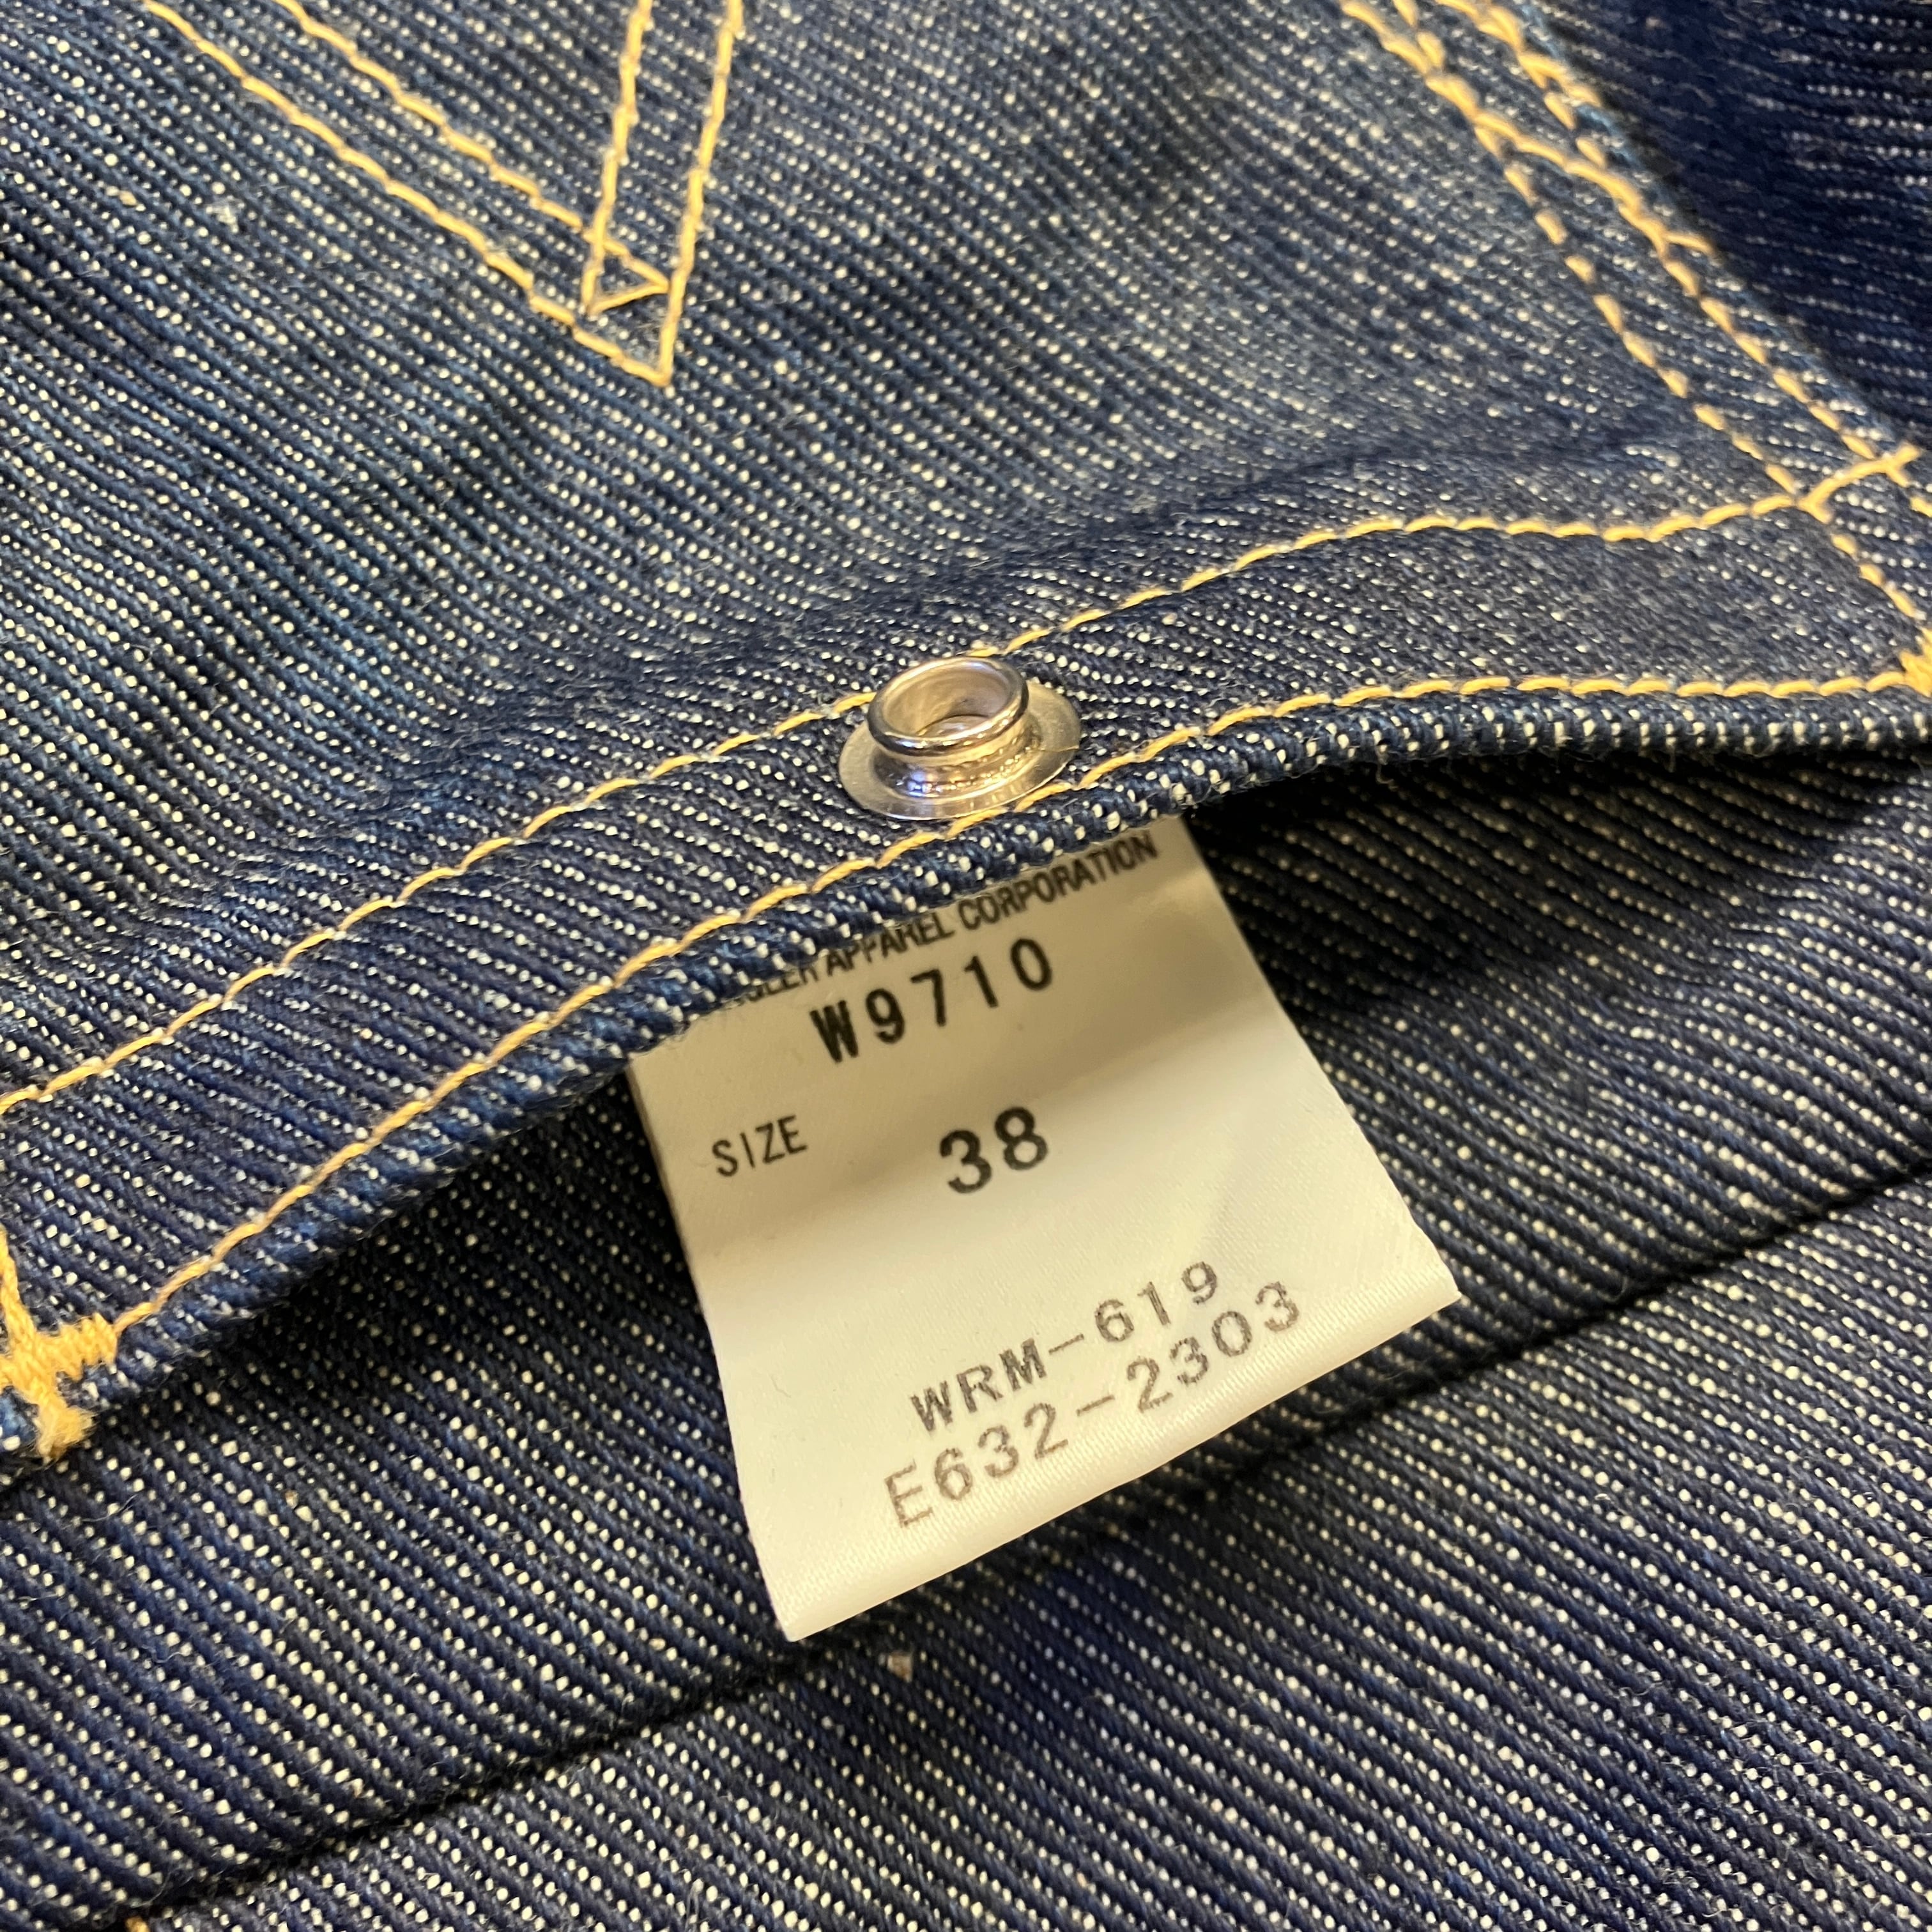 APPAREL CORPORATION
W9710
SIZE 38
WRM-619
E632-2303